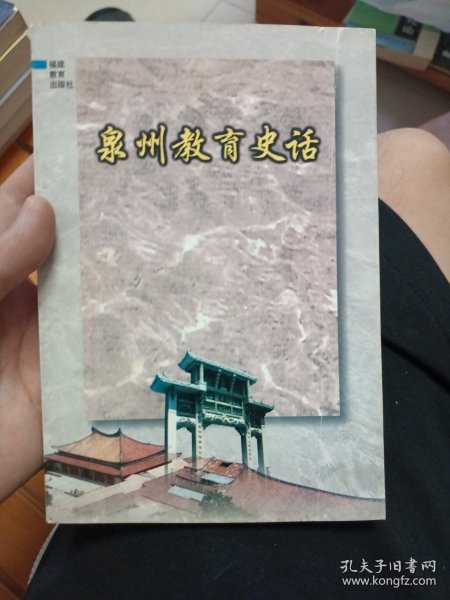 福建
教育
出版社
泉州教育史话
孔夫子旧书网
www.kongfz.com